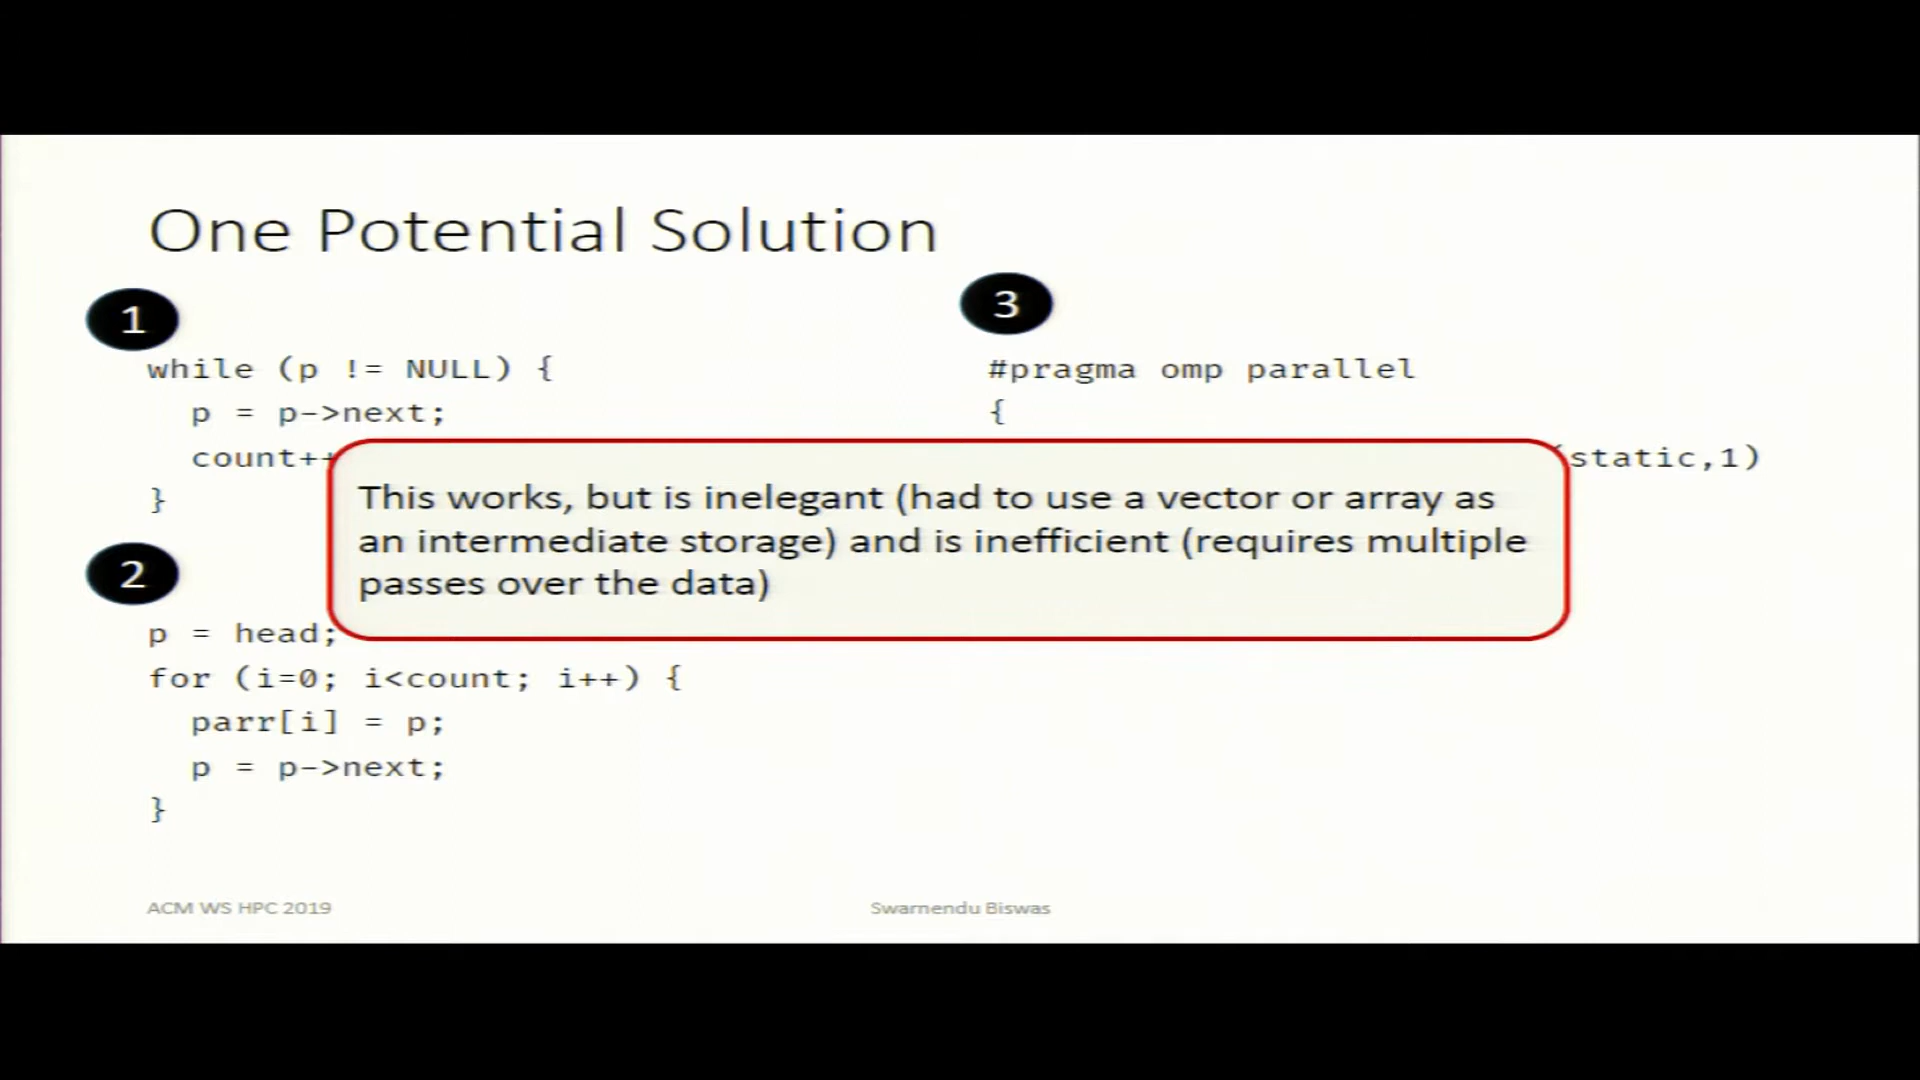 One Potential Solution
1
while (p != NULL) {
p = p->next;
count++
}
2
p = head;
for (i=0; i<count; i++) {
parr[i] = p;
p = p->next;
}
3
#pragma omp parallel
{
(static,1)
This works, but is inelegant (had to use a vector or array as
an intermediate storage) and is inefficient (requires multiple
passes over the data)
ACM WS HPC 2019
Swarnendu Biswas